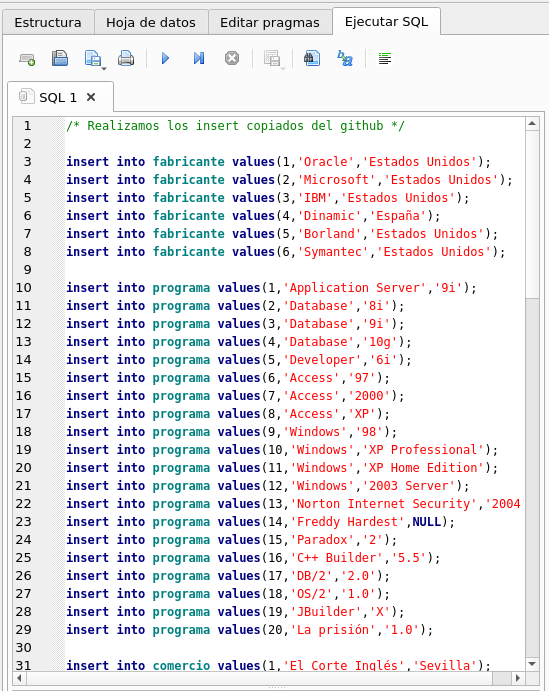 Estructura Hoja de datos Editar pragmas Ejecutar SQL
SQL 1
1 /* Realizamos los insert copiados del github */
2
3 insert into fabricante values(1,'Oracle','Estados Unidos');
4 insert into fabricante values(2,'Microsoft','Estados Unidos');
5 insert into fabricante values(3,'IBM','Estados Unidos');
6 insert into fabricante values(4,'Dinamic','España');
7 insert into fabricante values(5,'Borland','Estados Unidos');
8 insert into fabricante values(6,'Symantec','Estados Unidos');
9
10 insert into programa values(1,'Application Server','9i');
11 insert into programa values(2,'Database','8i');
12 insert into programa values(3,'Database','9i');
13 insert into programa values(4,'Database','10g');
14 insert into programa values(5,'Developer','6i');
15 insert into programa values(6,'Access','97');
16 insert into programa values(7,'Access','2000');
17 insert into programa values(8,'Access','XP');
18 insert into programa values(9,'Windows','98');
19 insert into programa values(10,'Windows','XP Professional');
20 insert into programa values(11,'Windows','XP Home Edition');
21 insert into programa values(12,'Windows','2003 Server');
22 insert into programa values(13,'Norton Internet Security','2004
23 insert into programa values(14,'Freddy Hardest',NULL);
24 insert into programa values(15,'Paradox','2');
25 insert into programa values(16,'C++ Builder','5.5');
26 insert into programa values(17,'DB/2','2.0');
27 insert into programa values(18,'OS/2','1.0');
28 insert into programa values(19,'JBuilder','X');
29 insert into programa values(20,'La prisión','1.0');
30
31 insert into comercio values(1,'El Corte Inglés','Sevilla');